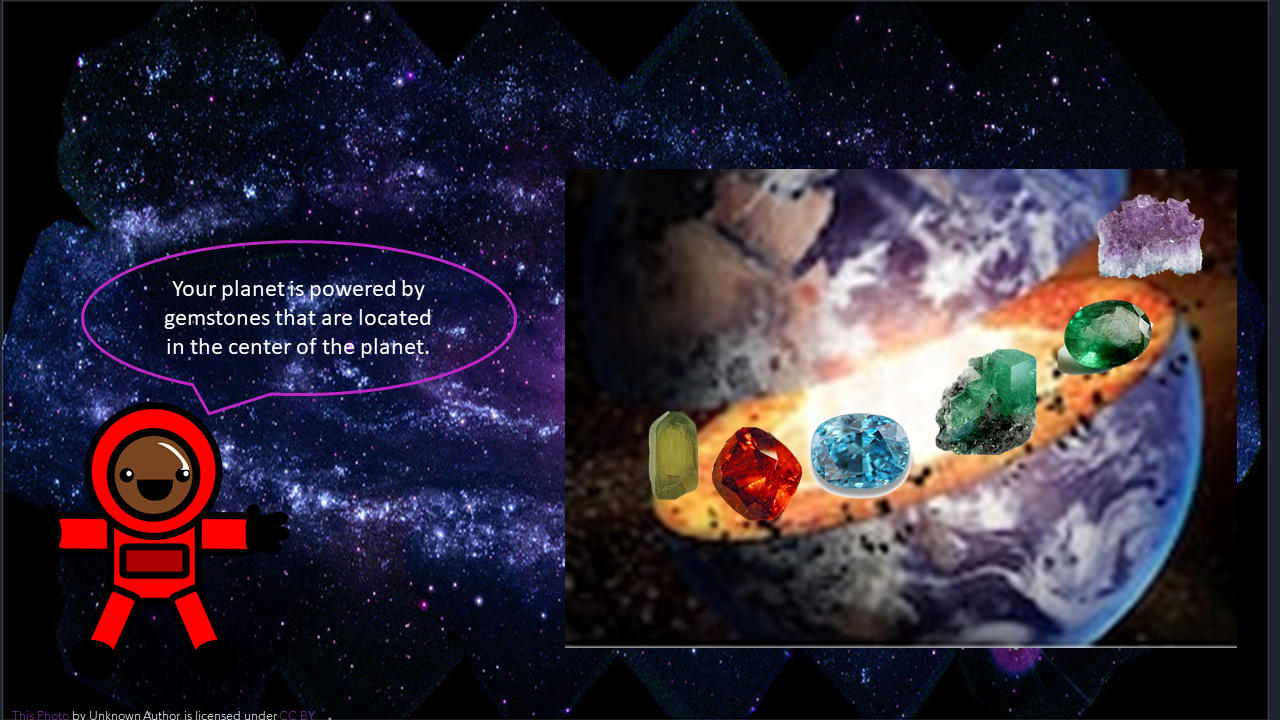 Your planet is powered by
gemstones that are located
in the center of the planet.
This Photo by Unknown Author is licensed under CC BY